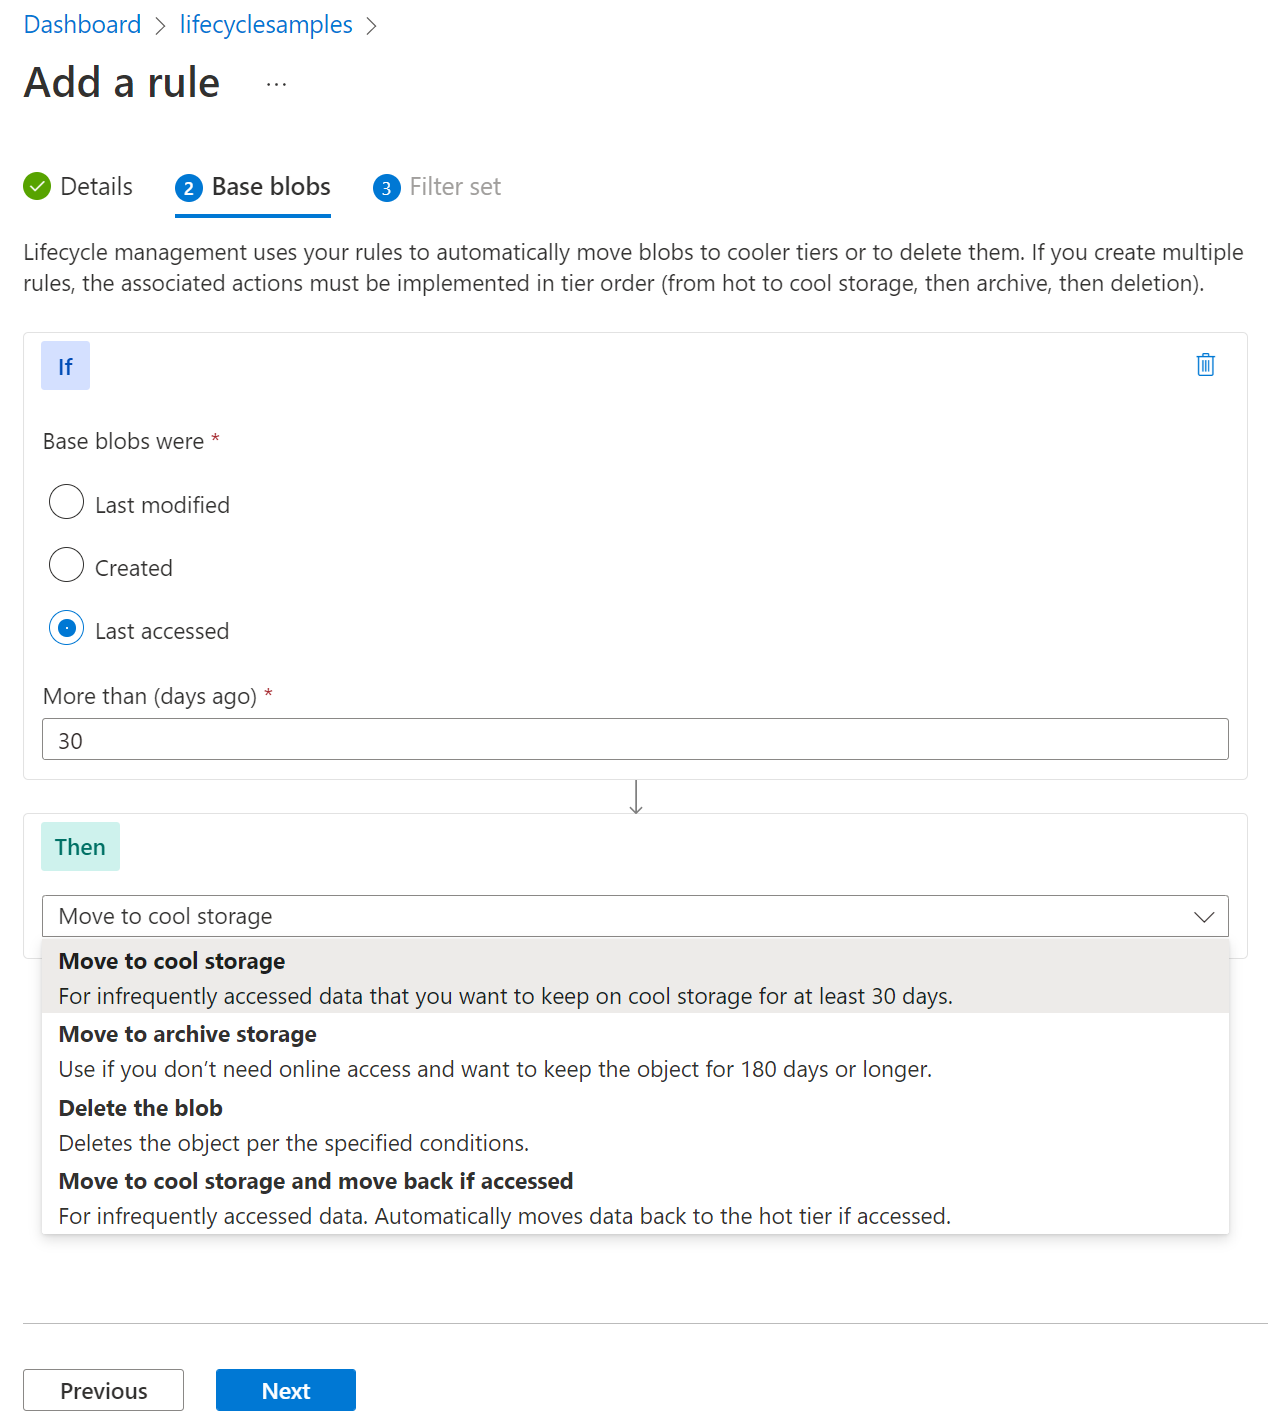 Dashboard > lifecyclesamples >
Add a rule ...
Details 2 Base blobs 3 Filter set
Lifecycle management uses your rules to automatically move blobs to cooler tiers or to delete them. If you create multiple
rules, the associated actions must be implemented in tier order (from hot to cool storage, then archive, then deletion).
If
Base blobs were *
Last modified
Created
Last accessed
More than (days ago) *
30
Then
Move to cool storage
Move to cool storage
For infrequently accessed data that you want to keep on cool storage for at least 30 days.
Move to archive storage
Use if you don’t need online access and want to keep the object for 180 days or longer.
Delete the blob
Deletes the object per the specified conditions.
Move to cool storage and move back if accessed
For infrequently accessed data. Automatically moves data back to the hot tier if accessed.
Previous Next